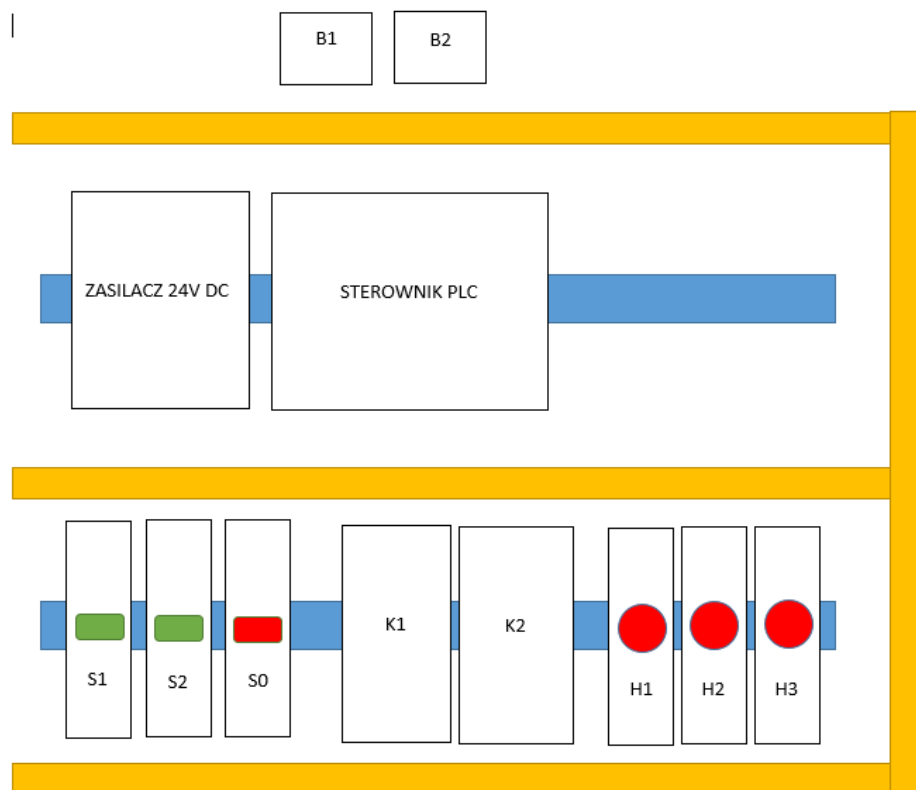 B1
B2
ZASILACZ 24V DC
STEROWNIK PLC
S1
S2
S0
K1
K2
H1
H2
H3